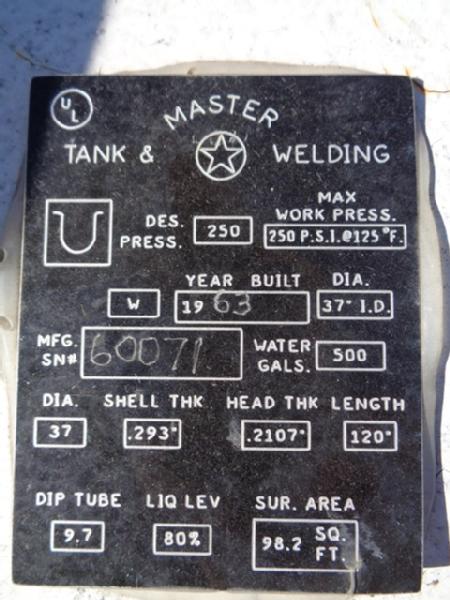 UL
MASTER
TANK & WELDING
U
DES. PRESS. 250
MAX WORK PRESS. 250 P.S.I.@125°F.
W
YEAR BUILT 1963
DIA. 37" I.D.
MFG. SN# 60071
WATER GALS. 500
DIA. SHELL THK HEAD THK LENGTH
37 .293" .2107" 120"
DIP TUBE LIQ LEV SUR. AREA
9.7 80% 98.2 SQ. FT.